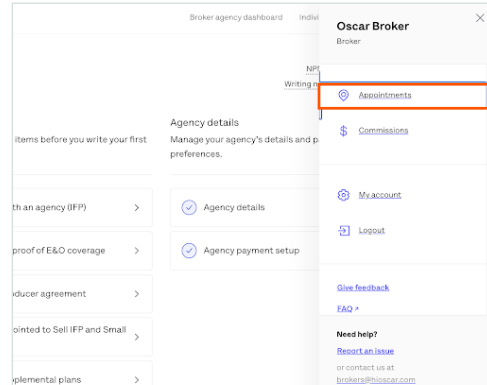 Broker agency dashboard
NPI
Writing n
items before you write your first
th an agency (IFP)
proof of E&O coverage
oducer agreement
ointed to Sell IFP and Small
plemental plans
Agency details
Manage your agency's details and p
preferences.
Agency details
Agency payment setup
Oscar Broker
Broker
Appointments
Commissions
My account
Logout
Give feedback
FAQ ↗
Need help?
Report an issue
or contact us at
brokers@hioscar.com